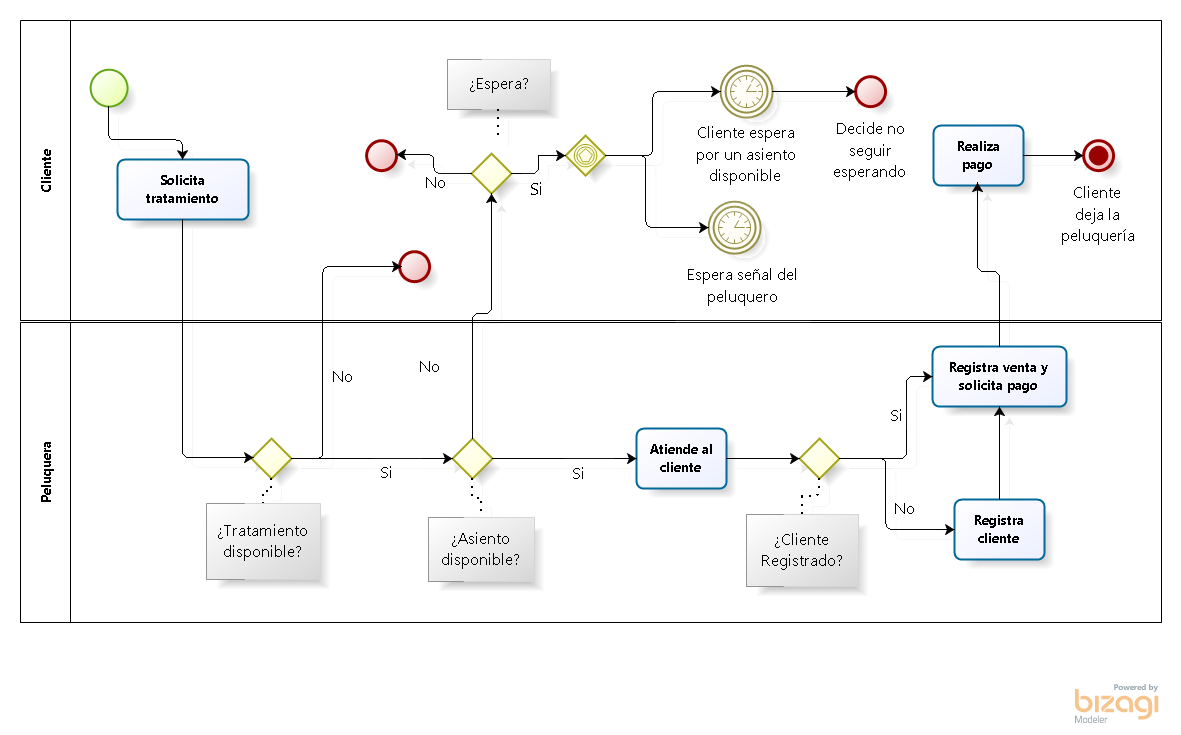 Cliente
¿Espera?
Solicita
tratamiento
No
Si
Cliente espera
por un asiento
disponible
Decide no
seguir
esperando
Realiza
pago
Cliente
deja la
peluquería
Espera señal del
peluquero
Peluquera
No
No
Si
¿Tratamiento
disponible?
¿Asiento
disponible?
Si
Atiende al
cliente
¿Cliente
Registrado?
Si
No
Registra venta y
solicita pago
Registra
cliente
Powered by
bizagi
Modeler